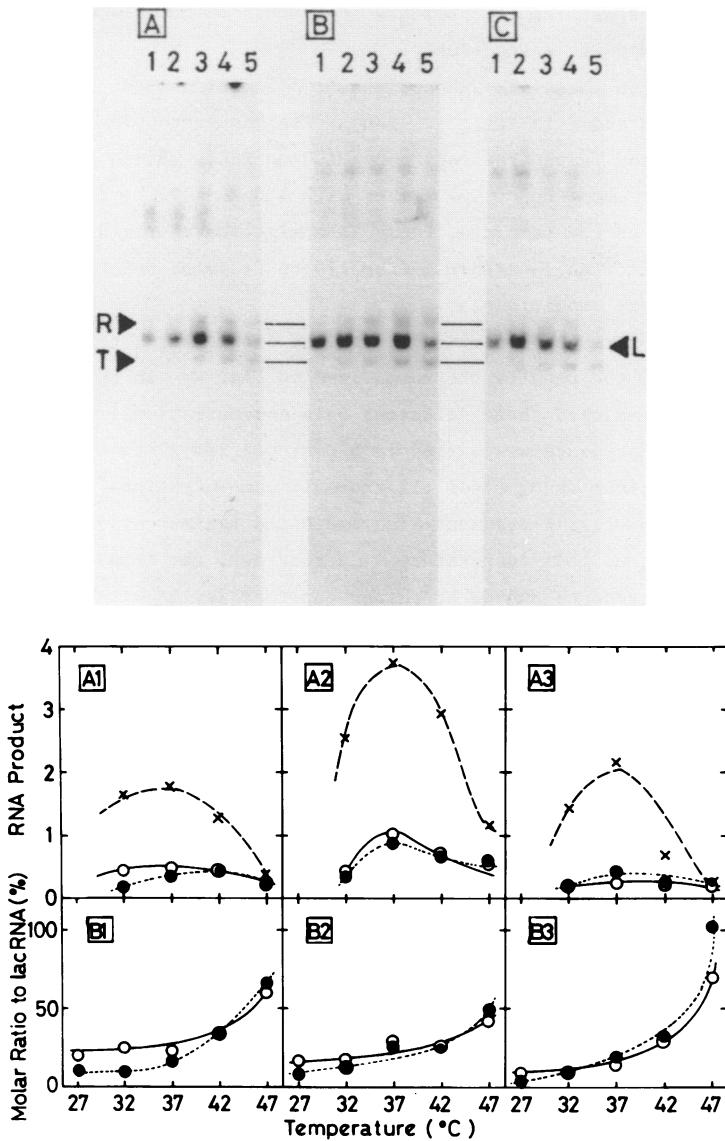 A B C
1 2 3 4 5 1 2 3 4 5 1 2 3 4 5
R
L
T
RNA Product
4
3
2
1
0
A1 A2 A3
Molar Ratio to lacRNA (%)
100
50
0
B1 B2 B3
27 32 37 42 47 27 32 37 42 47 27 32 37 42 47
Temperature (°C)